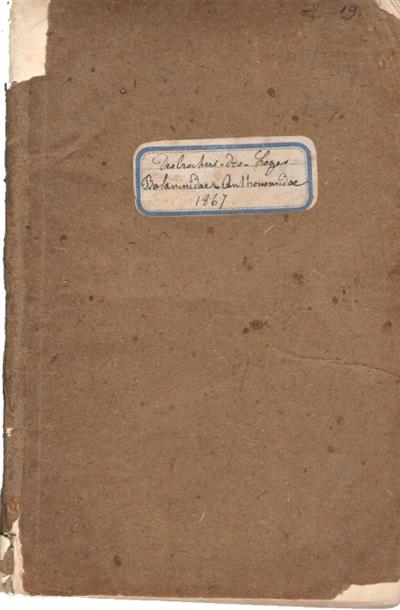 19.
Desbrochers-des-Loges
Balaninidae & Anthonomidae
1867